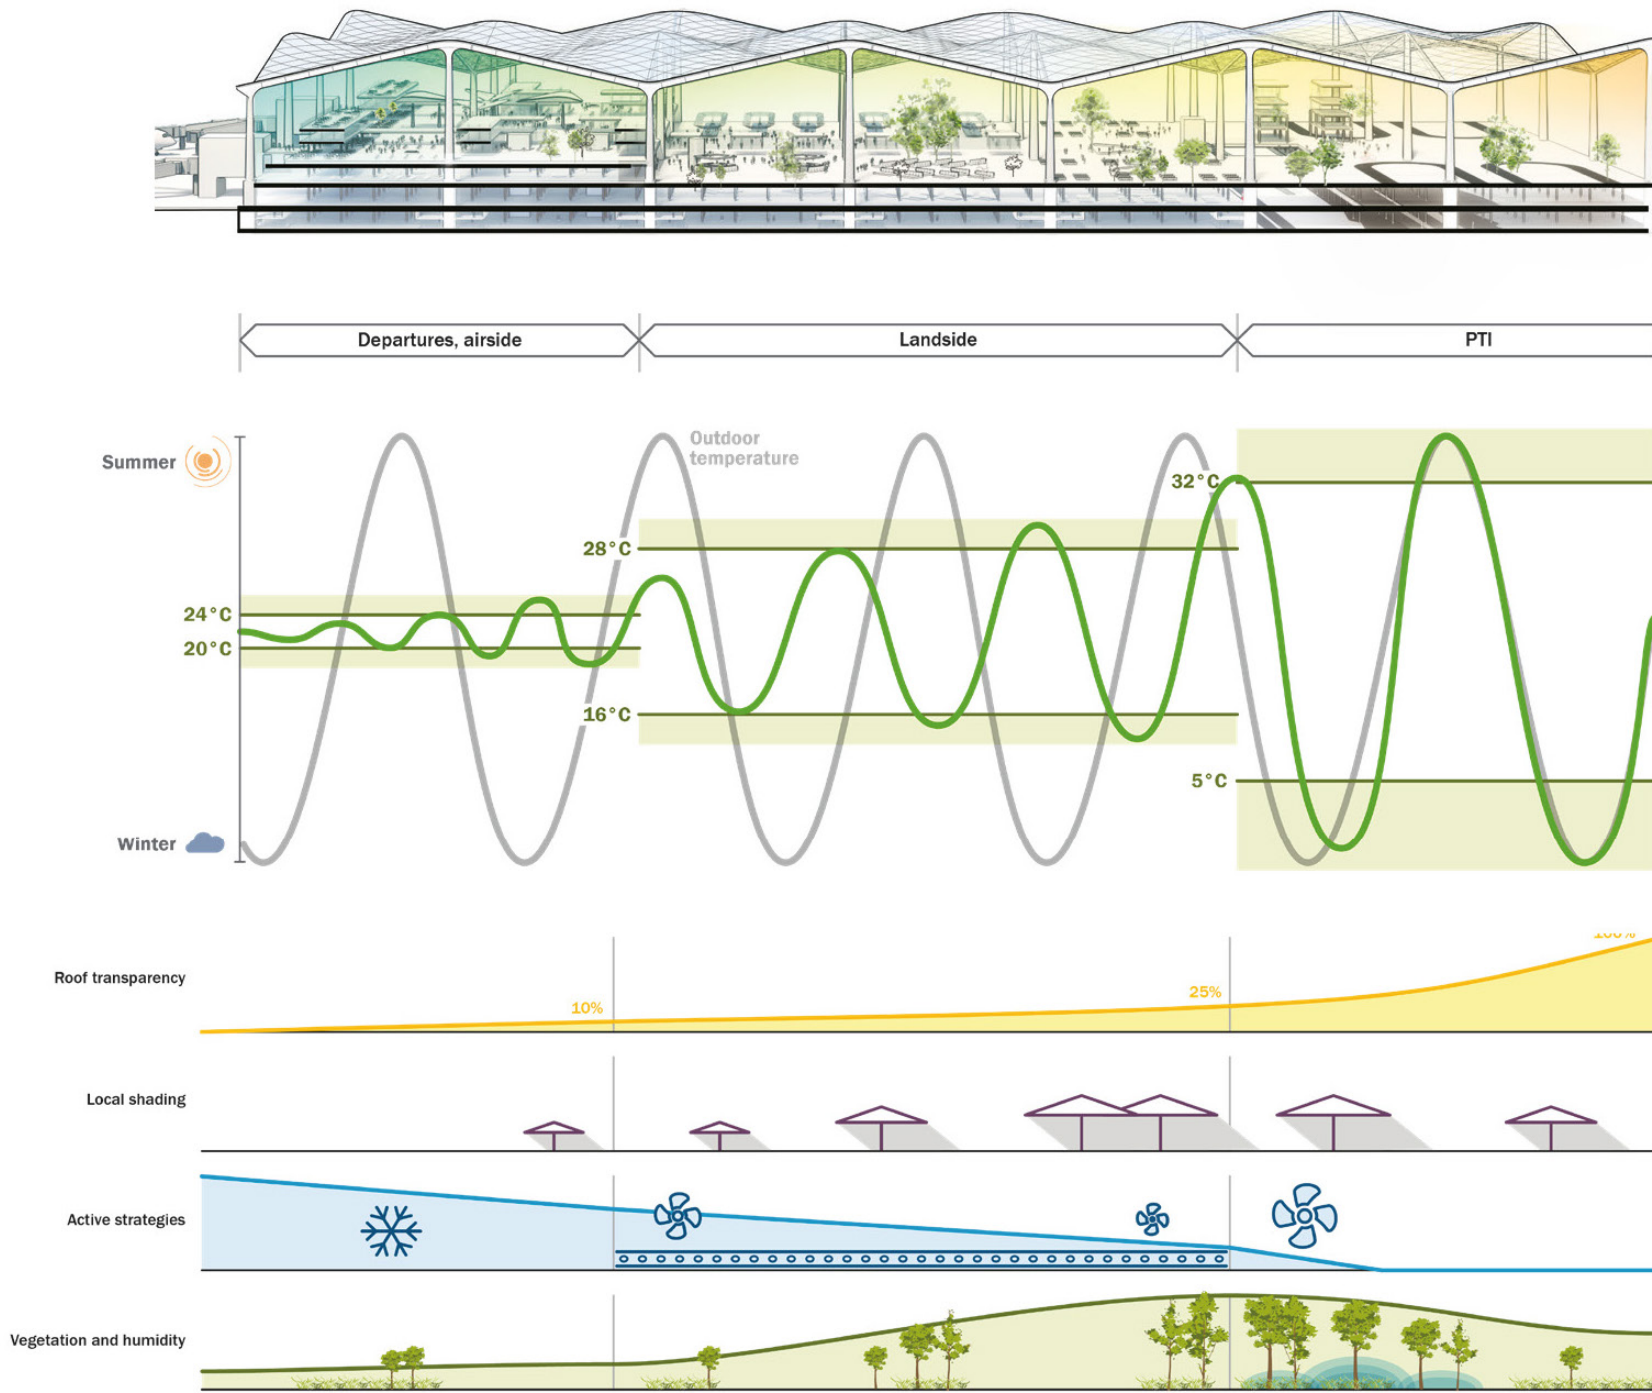 Departures, airside
Landside
PTI
Summer
Outdoor
temperature
32°C
28°C
24°C
20°C
16°C
5°C
Winter
100%
Roof transparency
10%
25%
Local shading
Active strategies
Vegetation and humidity